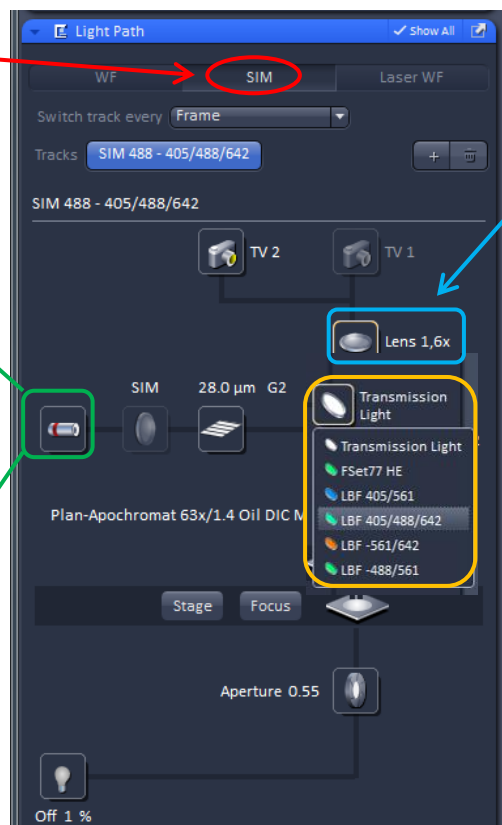 Light Path
Show All
WF SIM Laser WF
Switch track every Frame
Tracks SIM 488 - 405/488/642 +
SIM 488 - 405/488/642
TV 2 TV 1
Lens 1,6x
SIM 28.0 µm G2
Transmission
Light
Transmission Light
FSet77 HE
LBF 405/561
Plan-Apochromat 63x/1.4 Oil DIC M
LBF 405/488/642
LBF -561/642
LBF -488/561
Stage Focus
Aperture 0.55
Off 1 %